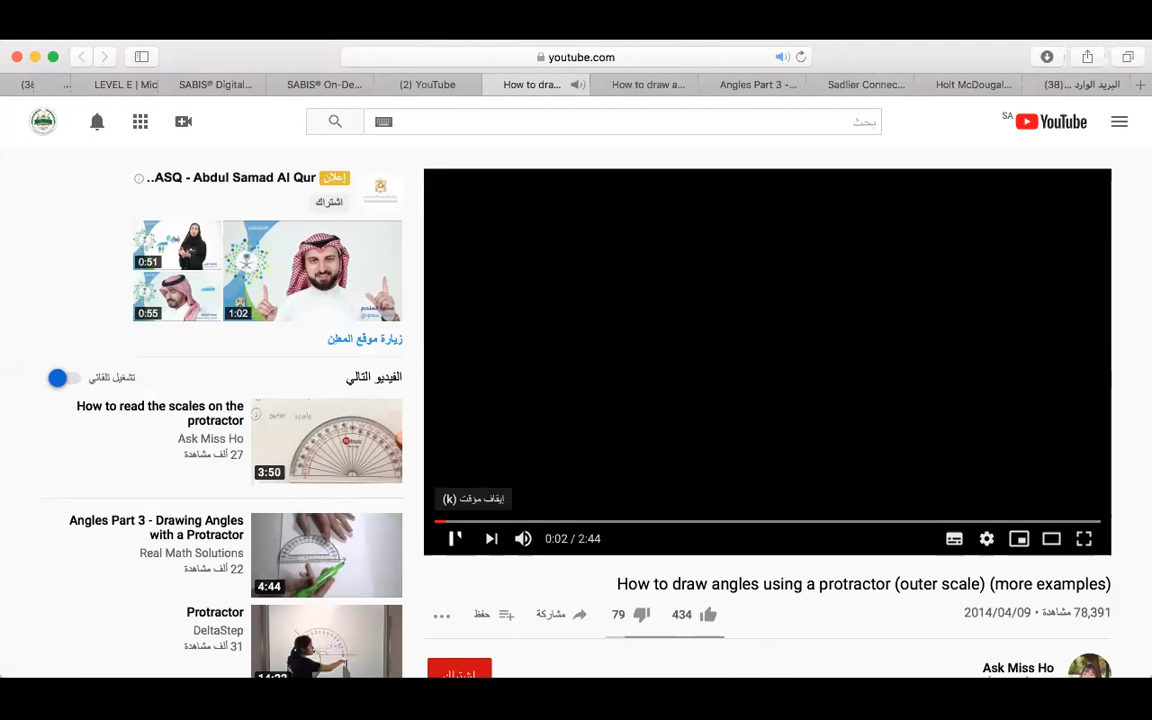 youtube.com
LEVEL E | Mic
SABIS® Digital...
SABIS® On-De...
(2) YouTube
How to dra...
How to draw a...
Angles Part 3 -...
Sadlier Connec...
Holt McDougal...
البريد الوارد ...(38)
بحث
YouTube
SA
ASQ - Abdul Samad Al Qur..
إعلان
اشتراك
0:51
0:55
1:02
زيارة موقع المعلن
الفيديو التالي
تشغيل تلقائي
How to read the scales on the
protractor
Ask Miss Ho
27 ألف مشاهدة
outer scale
3:50
Angles Part 3 - Drawing Angles
with a Protractor
Real Math Solutions
22 ألف مشاهدة
4:44
Protractor
DeltaStep
31 ألف مشاهدة
إيقاف مؤقت (k)
0:02 / 2:44
How to draw angles using a protractor (outer scale) (more examples)
78,391 مشاهدة • 2014/04/09
434
79
مشاركة
حفظ
Ask Miss Ho
اشتراك